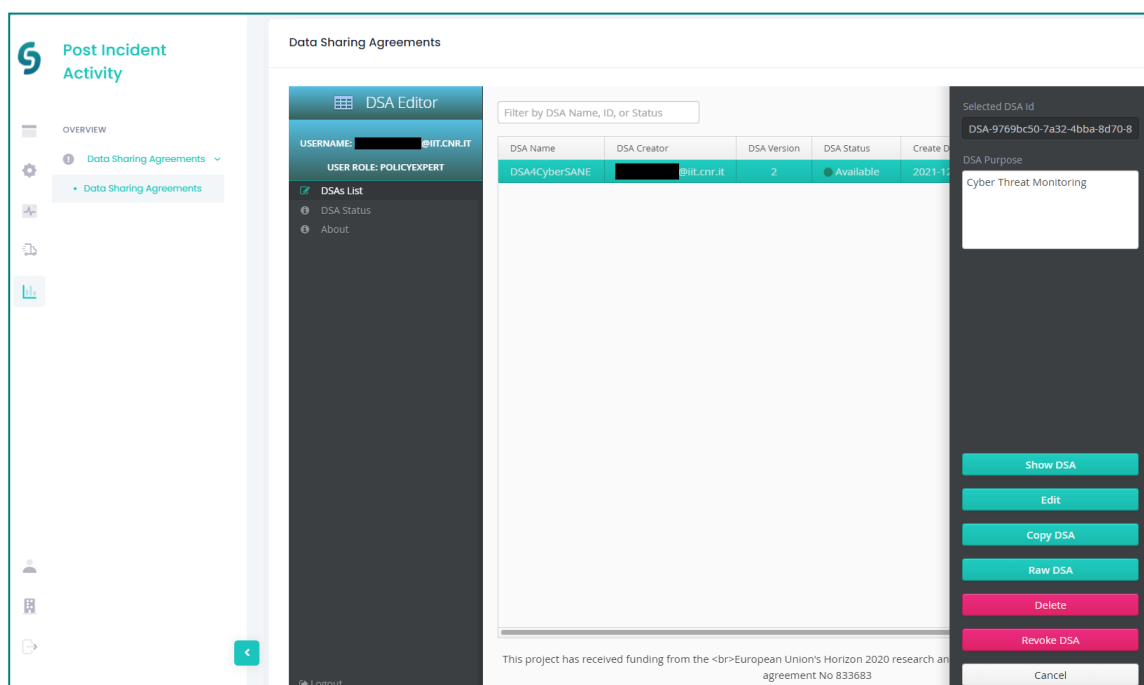 Post Incident
Activity
OVERVIEW
Data Sharing Agreements
• Data Sharing Agreements
Data Sharing Agreements
DSA Editor
USERNAME: @IIT.CNR.IT
USER ROLE: POLICYEXPERT
DSAs List
DSA Status
About
Logout
Filter by DSA Name, ID, or Status
DSA Name DSA Creator DSA Version DSA Status Create D
DSA4CyberSANE @iit.cnr.it 2 Available 2021-12
This project has received funding from the <br>European Union's Horizon 2020 research an
agreement No 833683
Selected DSA Id
DSA-9769bc50-7a32-4bba-8d70-8
DSA Purpose
Cyber Threat Monitoring
Show DSA
Edit
Copy DSA
Raw DSA
Delete
Revoke DSA
Cancel